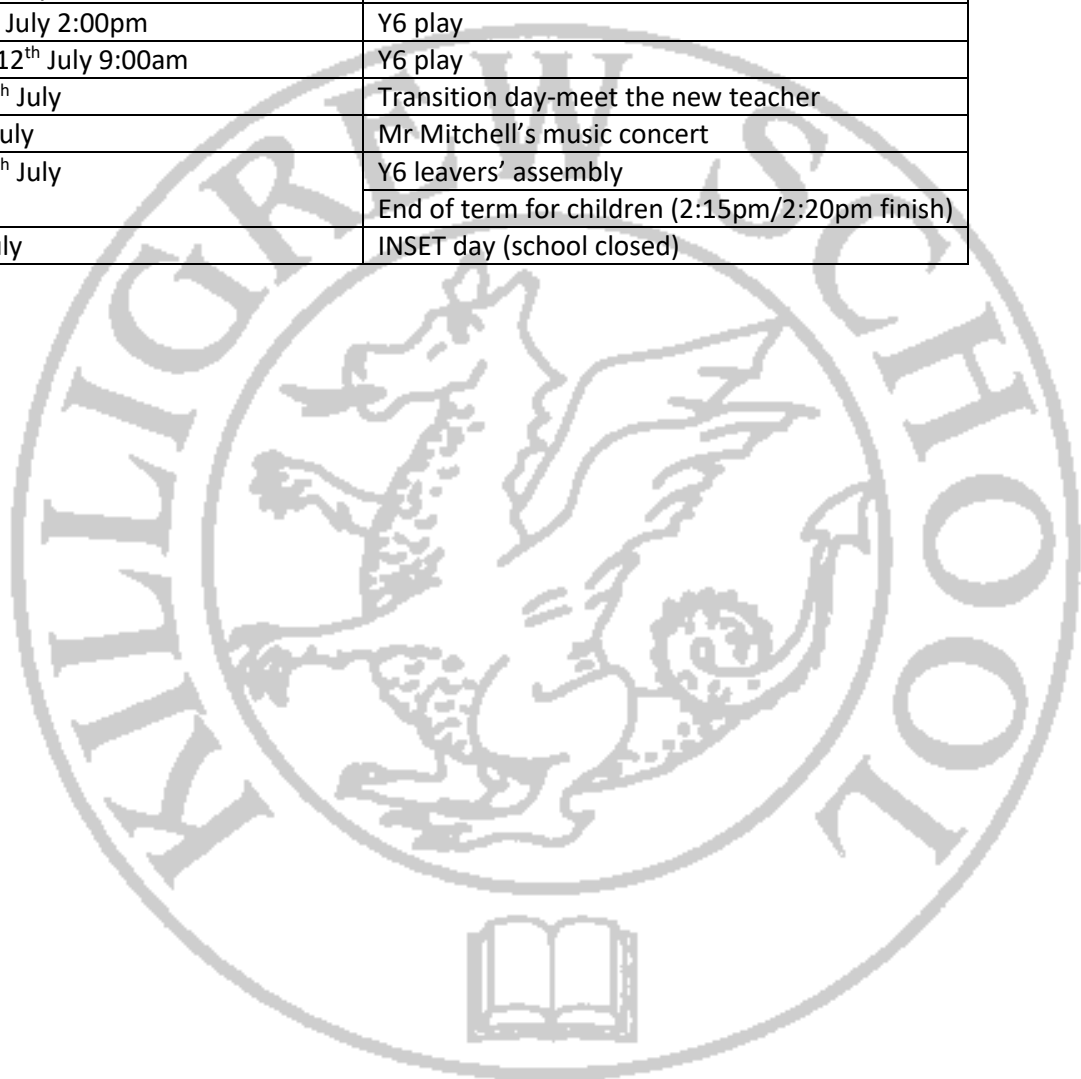 July 2:00pm Y6 play
12th July 9:00am Y6 play
h July Transition day-meet the new teacher
uly Mr Mitchell's music concert
h July Y6 leavers' assembly
End of term for children (2:15pm/2:20pm finish)
ly INSET day (school closed)
KILLIGREW SCHOOL